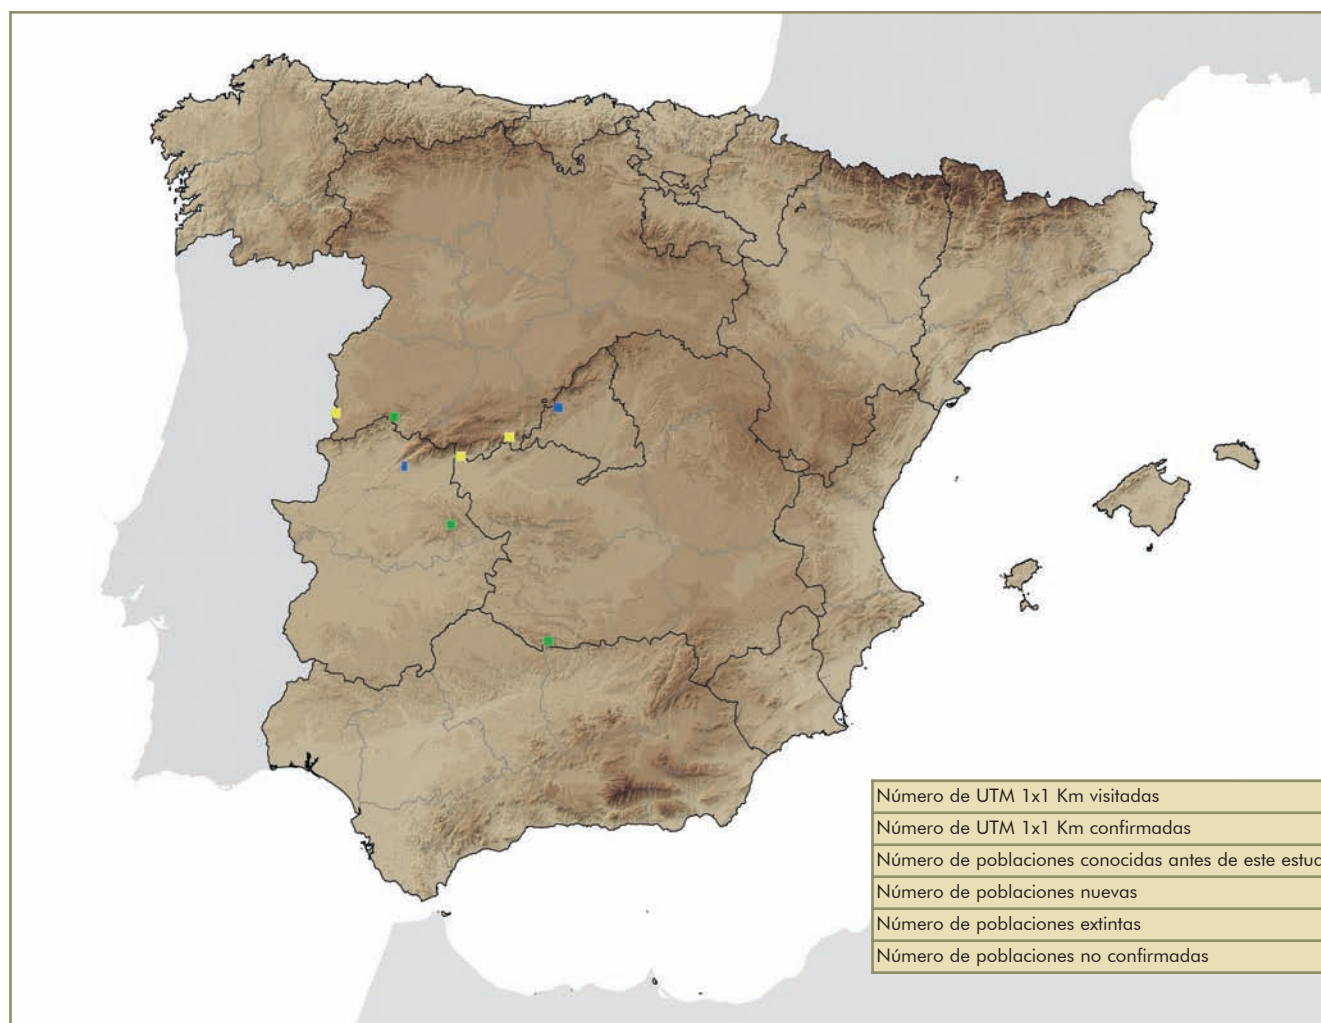 Número de UTM 1x1 Km visitadas
Número de UTM 1x1 Km confirmadas
Número de poblaciones conocidas antes de este estud
Número de poblaciones nuevas
Número de poblaciones extintas
Número de poblaciones no confirmadas